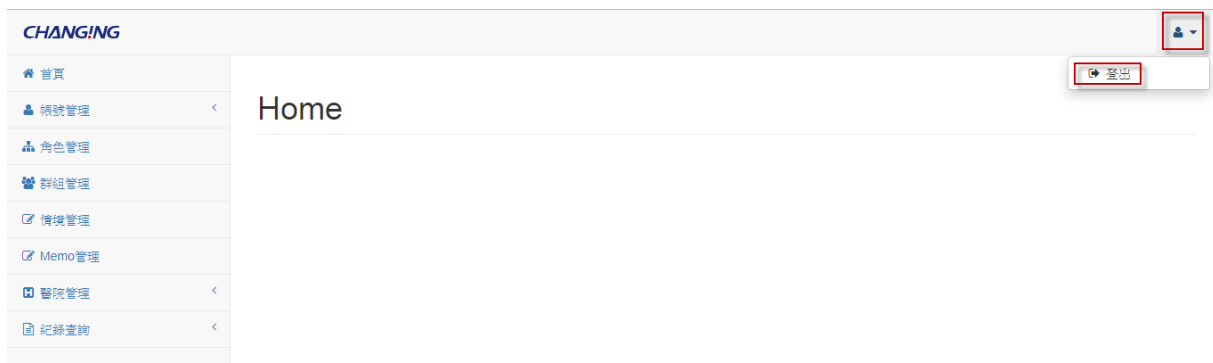 CHANG!NG
首頁
登出
帳號管理
Home
角色管理
群組管理
情境管理
Memo管理
醫院管理
紀錄查詢